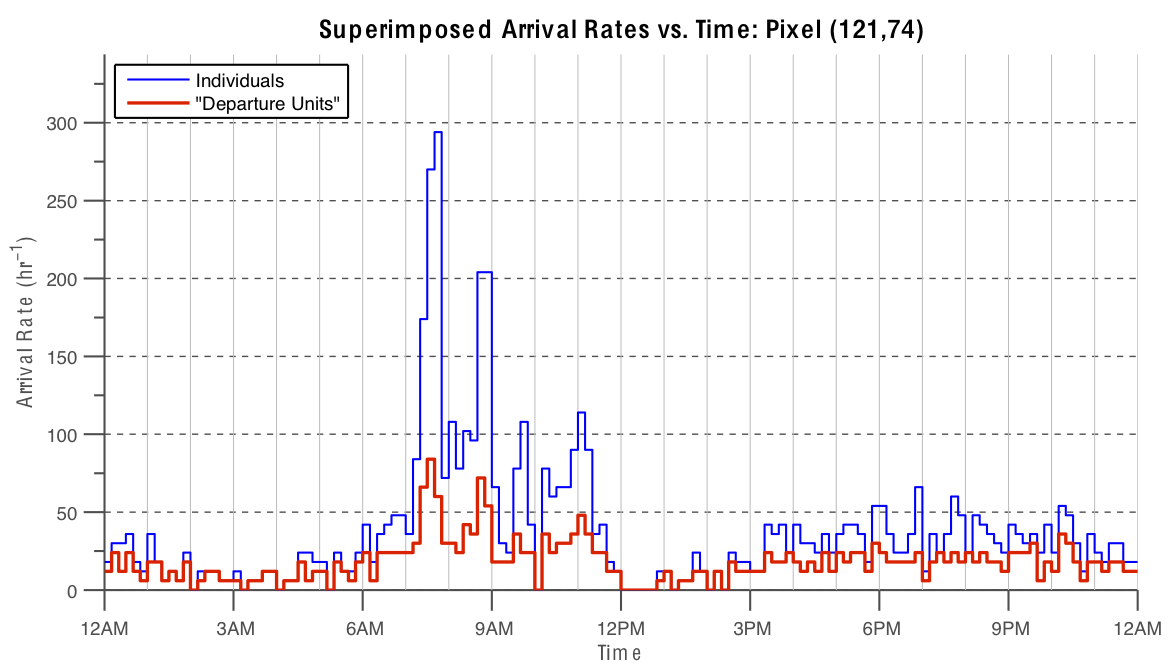 Superimposed Arrival Rates vs. Time: Pixel (121,74)
Individuals
"Departure Units"
300
250
200
150
100
50
0
Arrival Rate (hr⁻¹)
12AM 3AM 6AM 9AM 12PM 3PM 6PM 9PM 12AM
Time